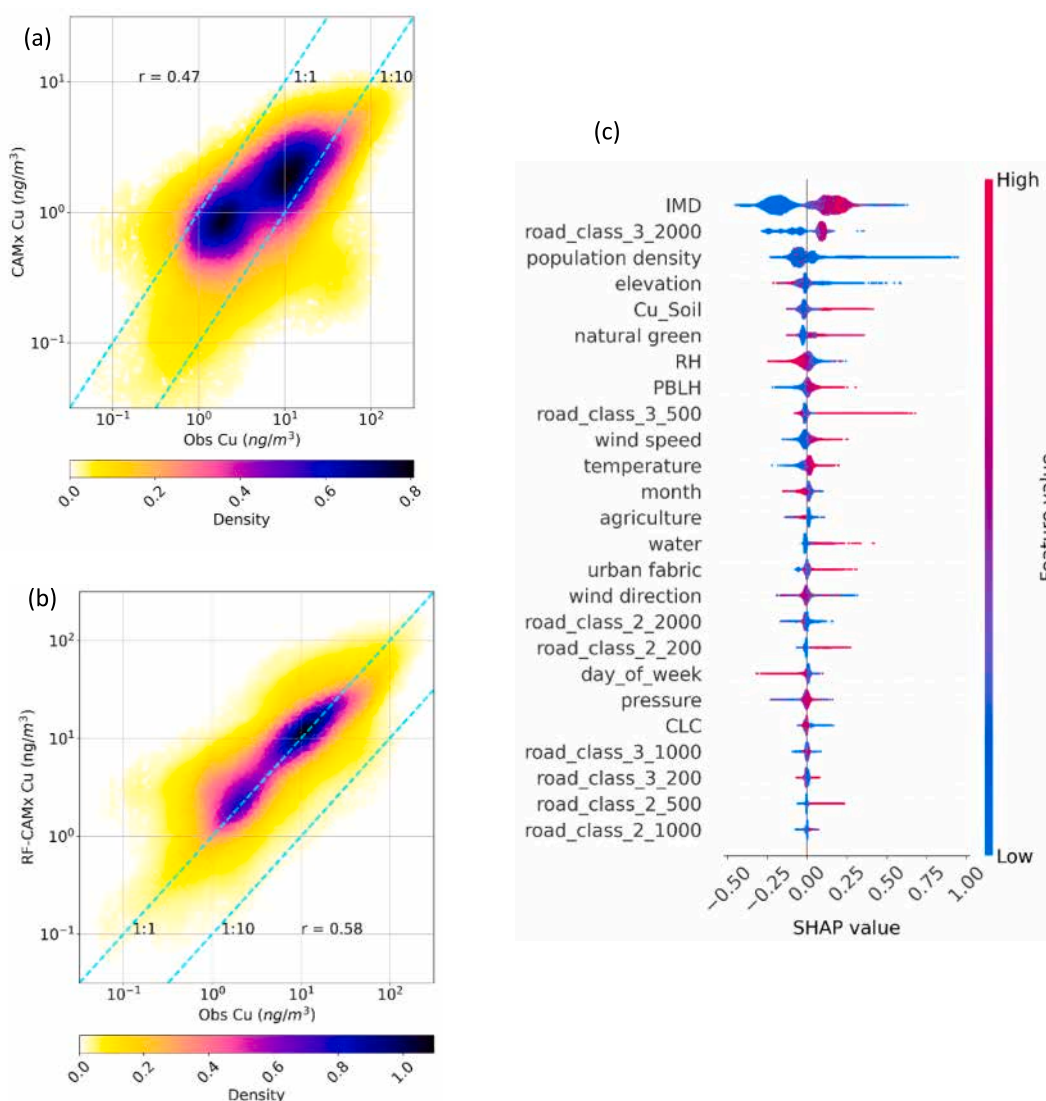 (a)
r = 0.47
1:1
1:10
10¹
10⁰
10⁻¹
CAMx Cu (ng/m³)
10⁻¹ 10⁰ 10¹ 10²
Obs Cu (ng/m³)
0.0 0.2 0.4 0.6 0.8
Density
(b)
10²
10¹
10⁰
10⁻¹
RF-CAMx Cu (ng/m³)
1:1
1:10
r = 0.58
10⁻¹ 10⁰ 10¹ 10²
Obs Cu (ng/m³)
0.0 0.2 0.4 0.6 0.8 1.0
Density
(c)
High
IMD
road_class_3_2000
population density
elevation
Cu_Soil
natural green
RH
PBLH
road_class_3_500
wind speed
temperature
month
agriculture
water
urban fabric
wind direction
road_class_2_2000
road_class_2_200
day_of_week
pressure
CLC
road_class_3_1000
road_class_3_200
road_class_2_500
road_class_2_1000
Low
Feature value
−0.50 −0.25 0.00 0.25 0.50 0.75 1.00
SHAP value